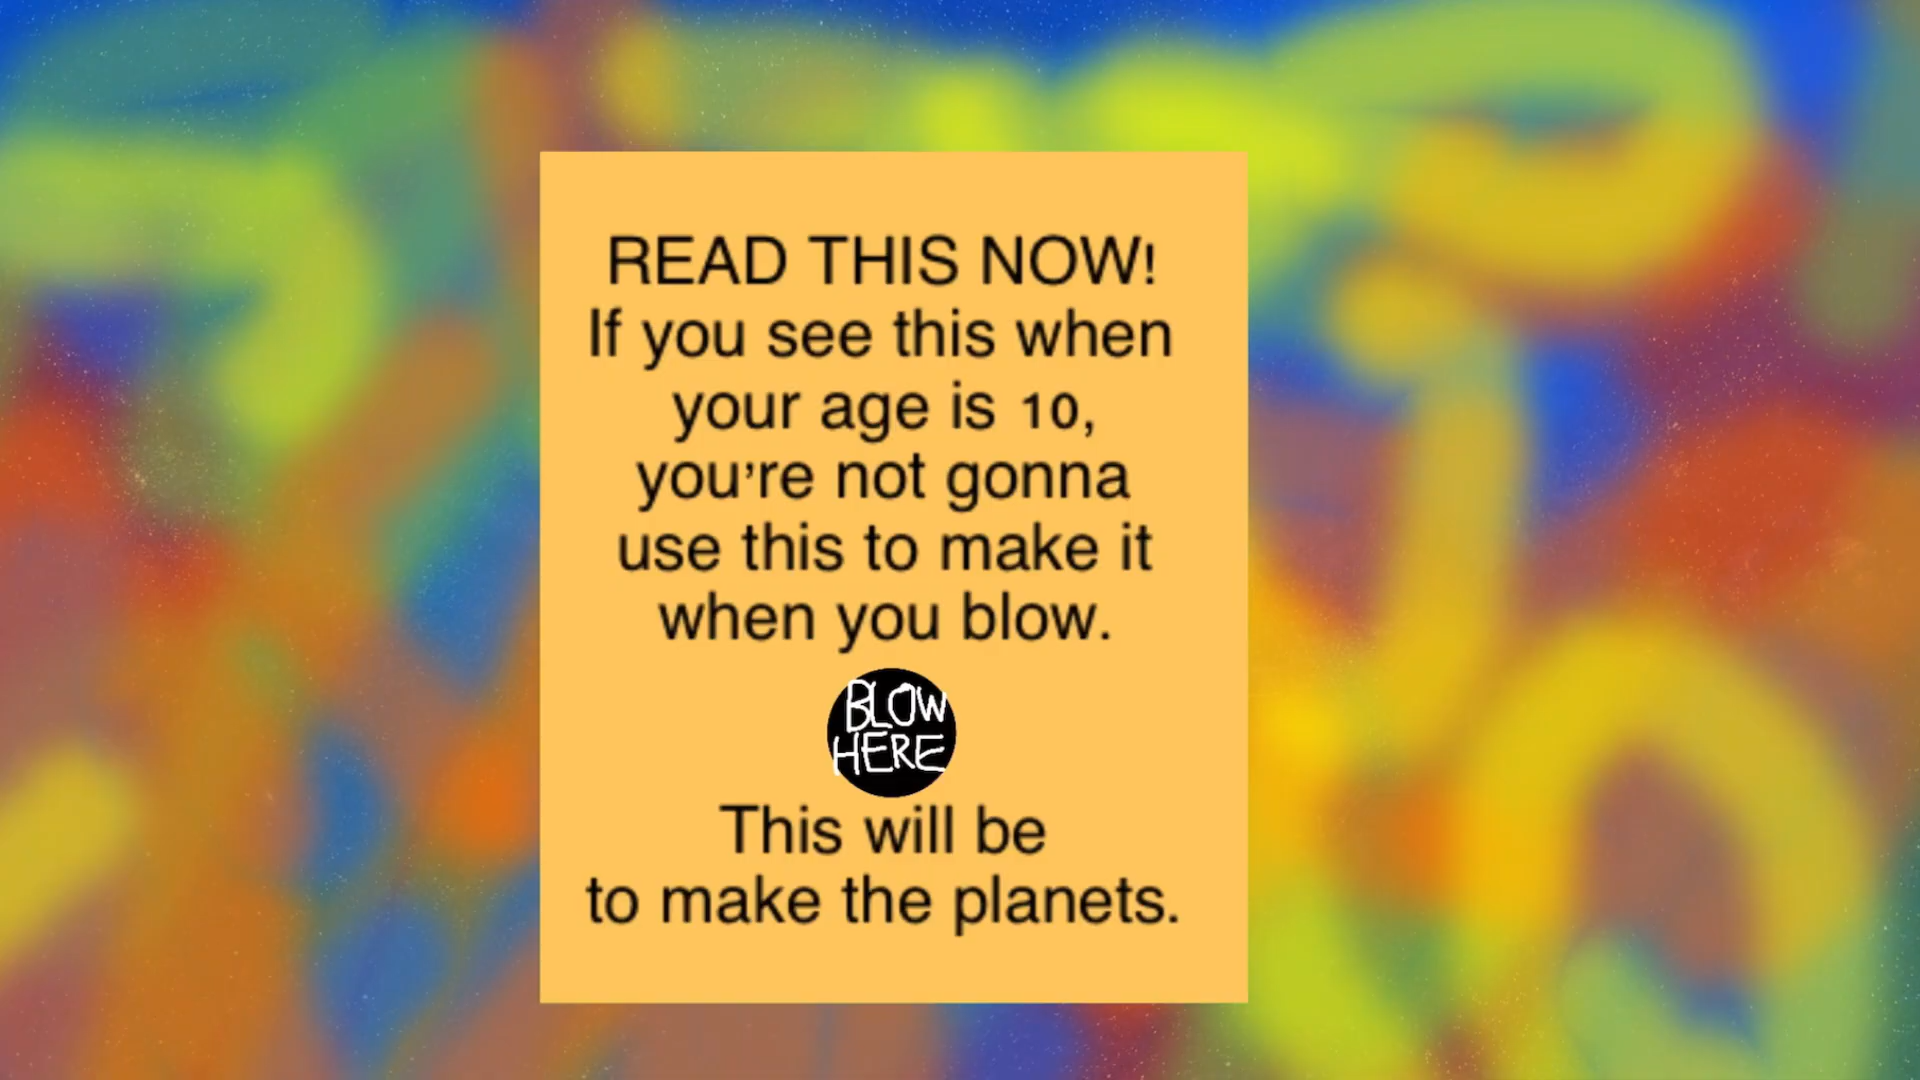 READ THIS NOW!
If you see this when
your age is 10,
you're not gonna
use this to make it
when you blow.
BLOW
HERE
This will be
to make the planets.